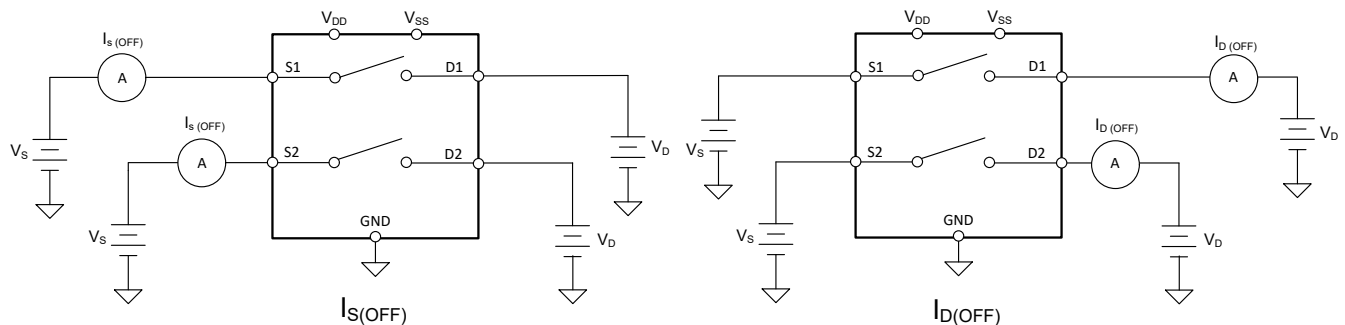 VDD VSS
Is (OFF)
A
S1 D1
Is (OFF)
VS
A
S2 D2
VD
GND
VS
VD
IS(OFF)
VDD VSS
ID (OFF)
S1 D1
A
ID (OFF)
VS
VD
S2 D2
A
GND
VS
VD
ID(OFF)